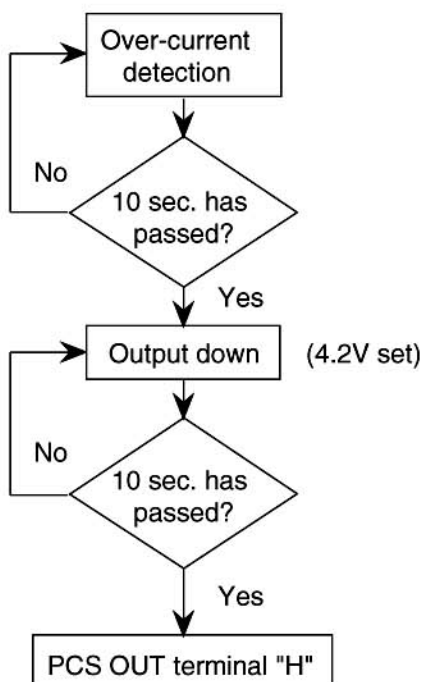 Over-current
detection
No
10 sec. has
passed?
Yes
Output down
(4.2V set)
No
10 sec. has
passed?
Yes
PCS OUT terminal "H"